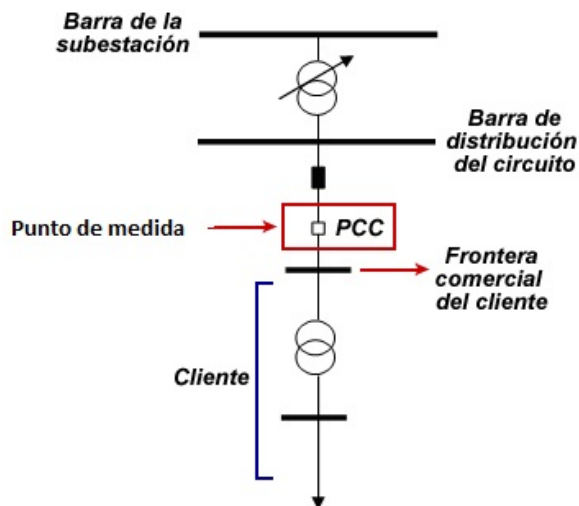 Barra de la
subestación
Barra de
distribución
del circuito
Punto de medida
PCC
Frontera
comercial
del cliente
Cliente